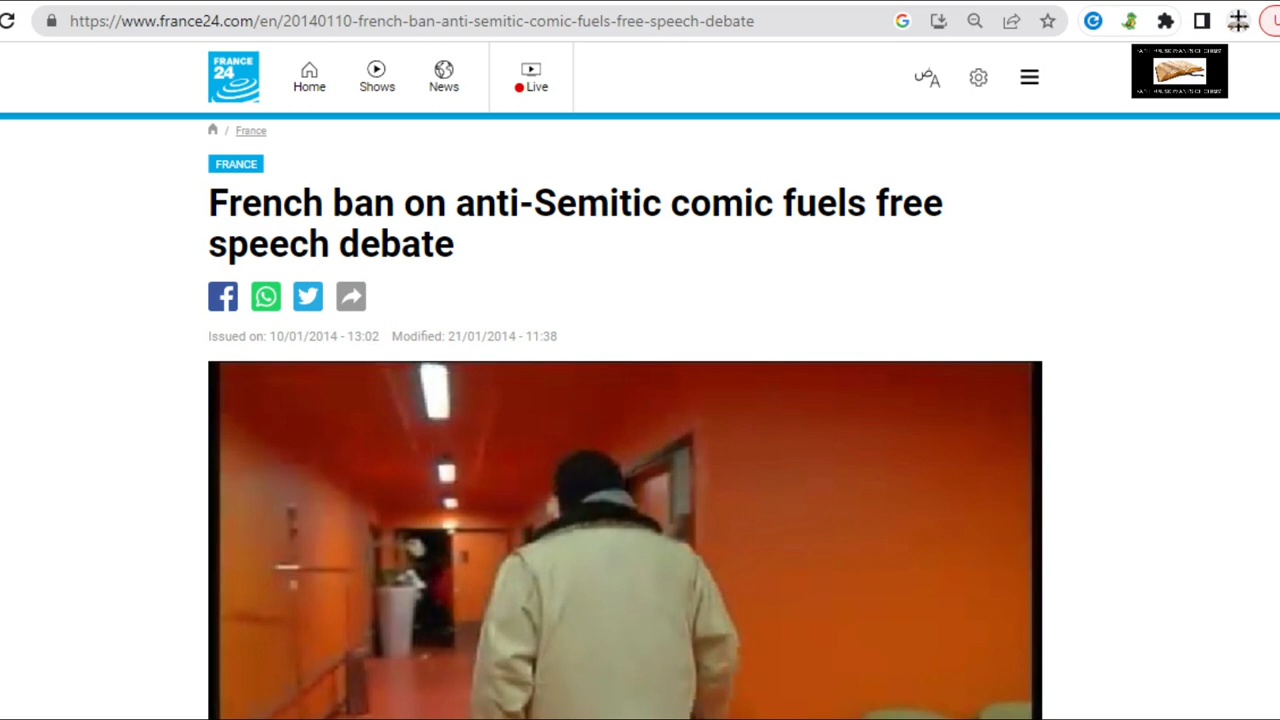 https://www.france24.com/en/20140110-french-ban-anti-semitic-comic-fuels-free-speech-debate
FRANCE
24
Home
Shows
News
Live
/ France
FRANCE
French ban on anti-Semitic comic fuels free
speech debate
Issued on: 10/01/2014 - 13:02 Modified: 21/01/2014 - 11:38